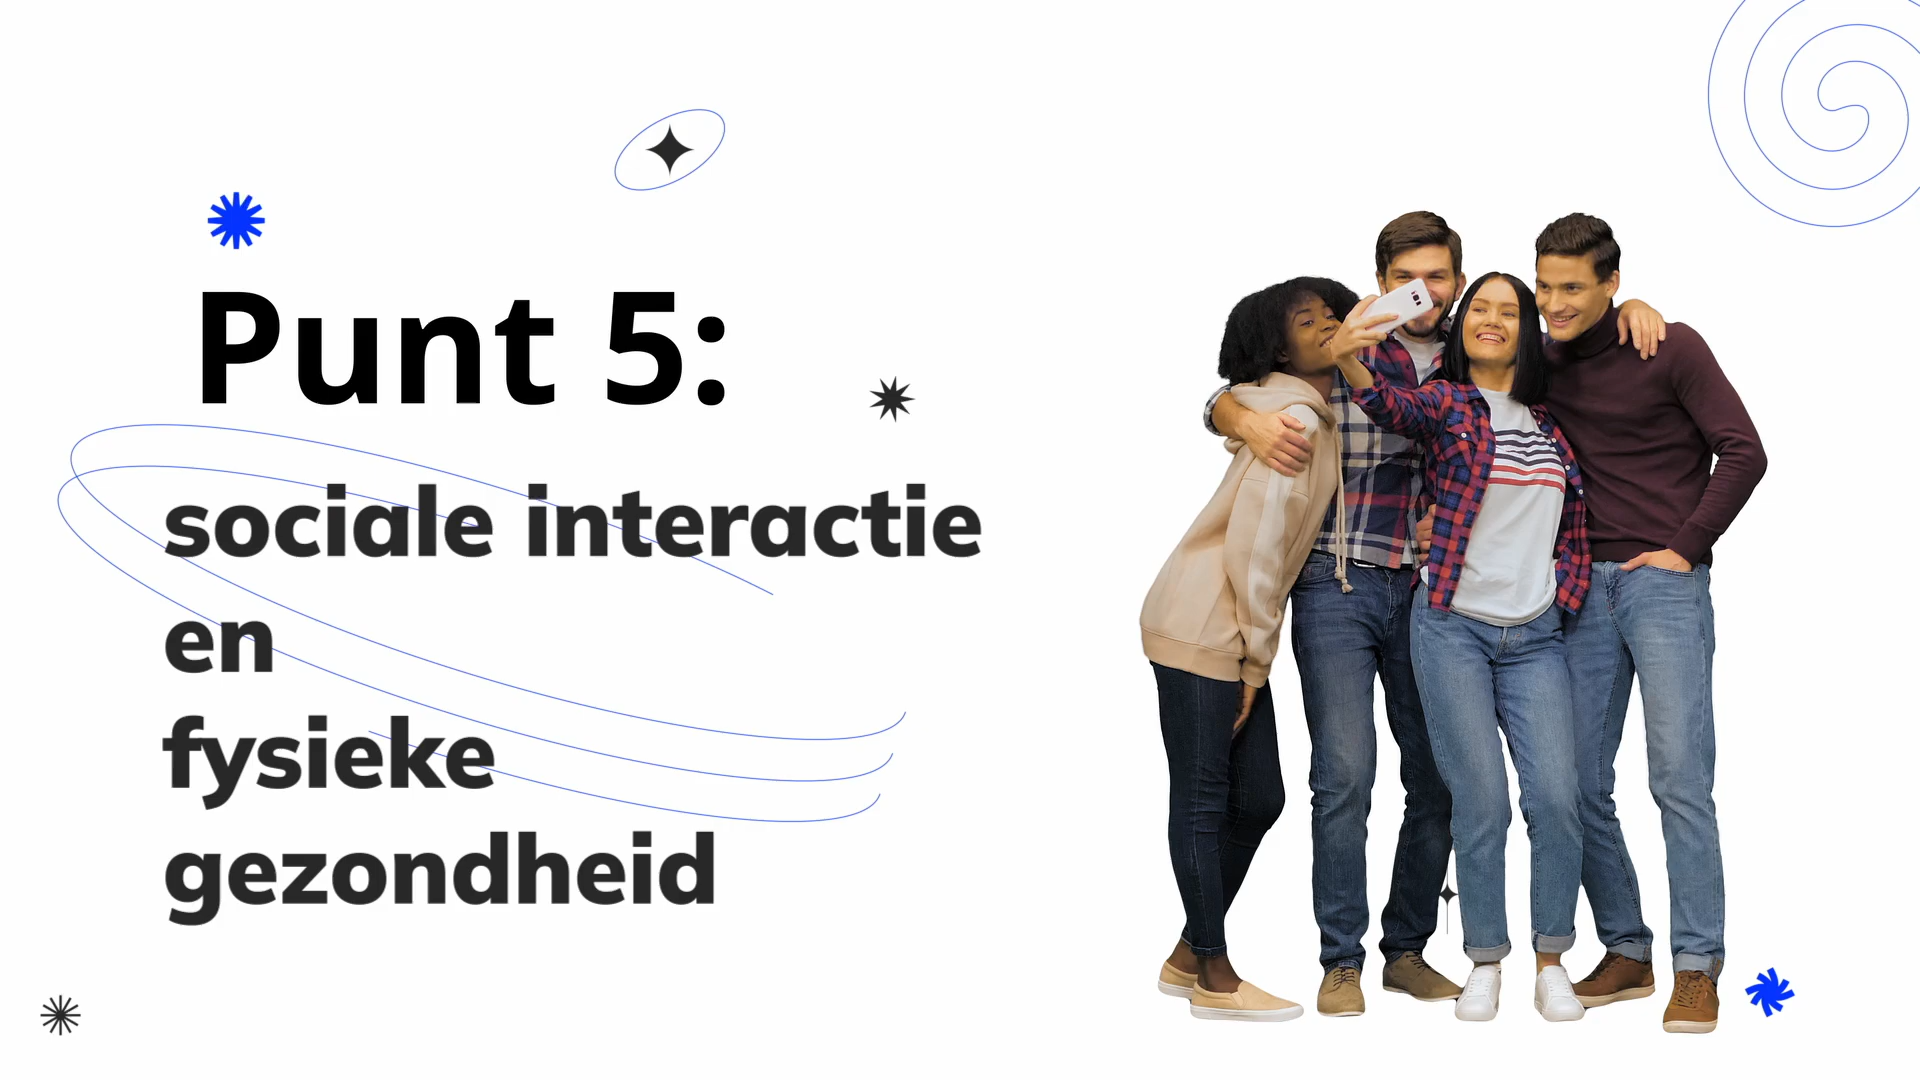 Punt 5:
sociale interactie
en
fysieke
gezondheid